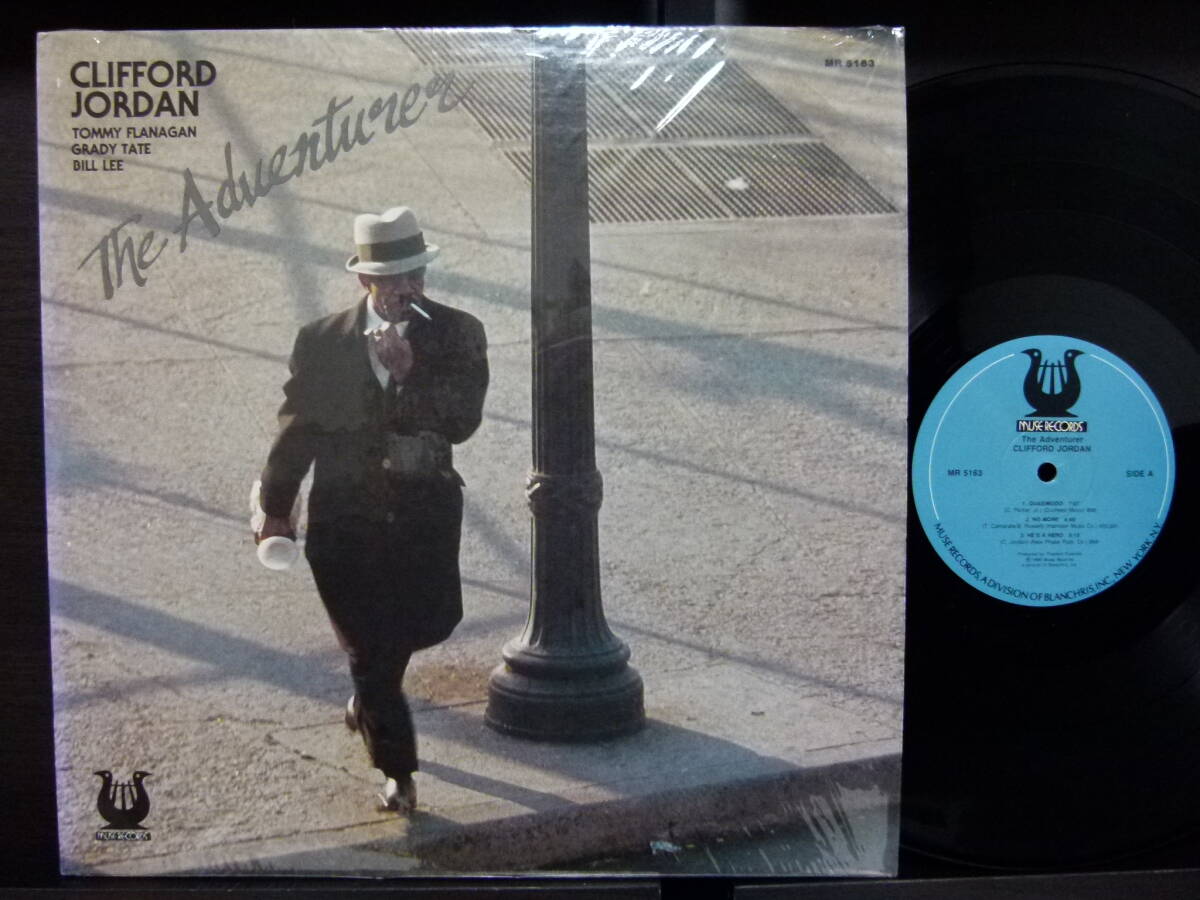 CLIFFORD
JORDAN
TOMMY FLANAGAN
GRADY TATE
BILL LEE
The Adventurer
MR 5163
MUSE RECORDS
MUSE RECORDS
The Adventurer
CLIFFORD JORDAN
MR 5163
SIDE A
1. QUASIMODO
2. NO MORE
3. HE'S A HERO
MUSE RECORDS, A DIVISION OF BLANCHRIS, INC., NEW YORK, N.Y.